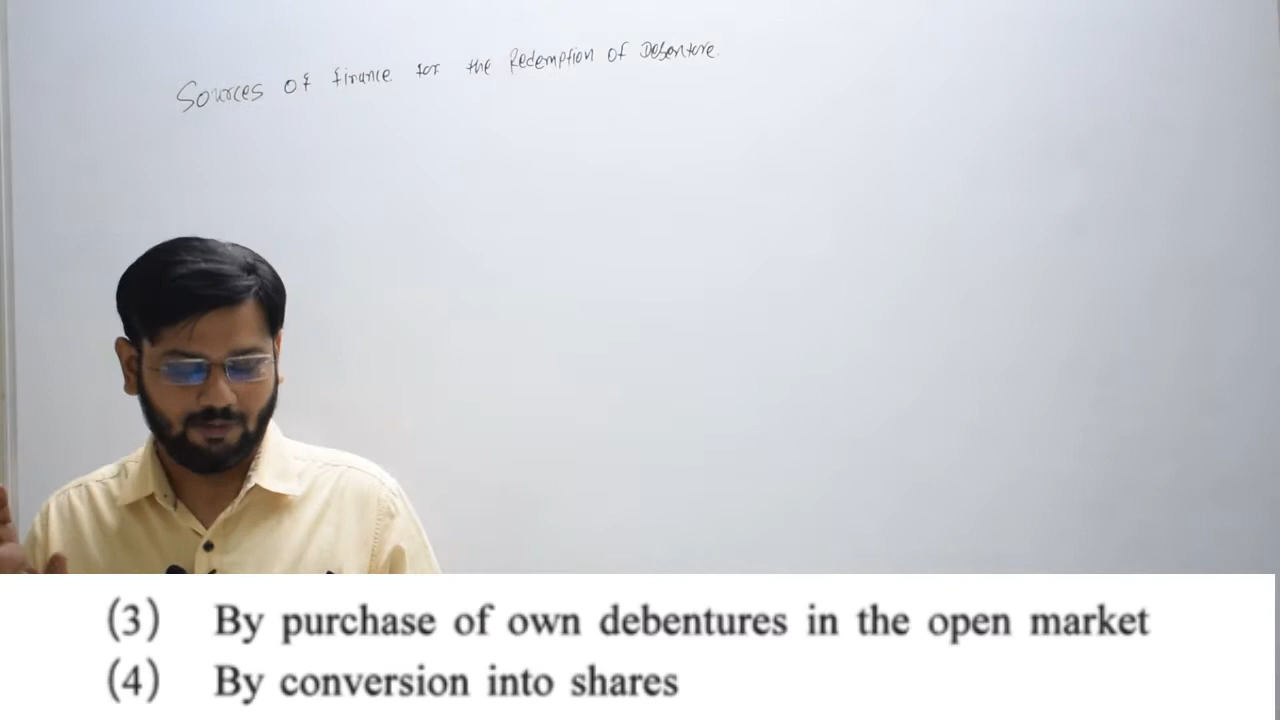 Sources of finance for the Redemption of Debenture.
(3) By purchase of own debentures in the open market
(4) By conversion into shares